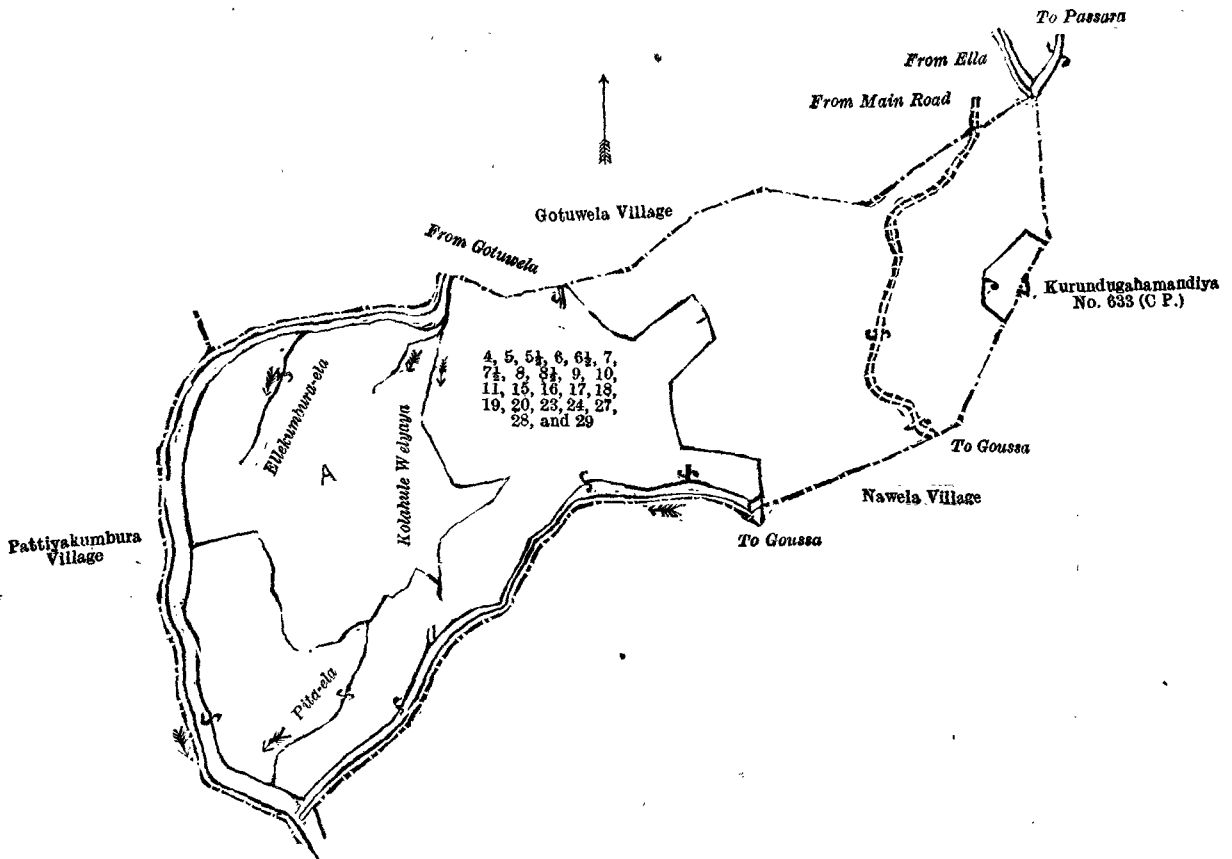 To Passara
From Ella
From Main Road
Gotuwela Village
From Gotuwela
Kurundugahamandiya
No. 633 (C P.)
4, 5, 5½, 6, 6½, 7,
7½, 8, 8½, 9, 10,
11, 15, 16, 17, 18,
19, 20, 23, 24, 27,
28, and 29
Ellekumbura-ela
A
Kolahule Welyaya
To Goussa
Nawela Village
To Goussa
Pattiyakumbura
Village
Pita-ela